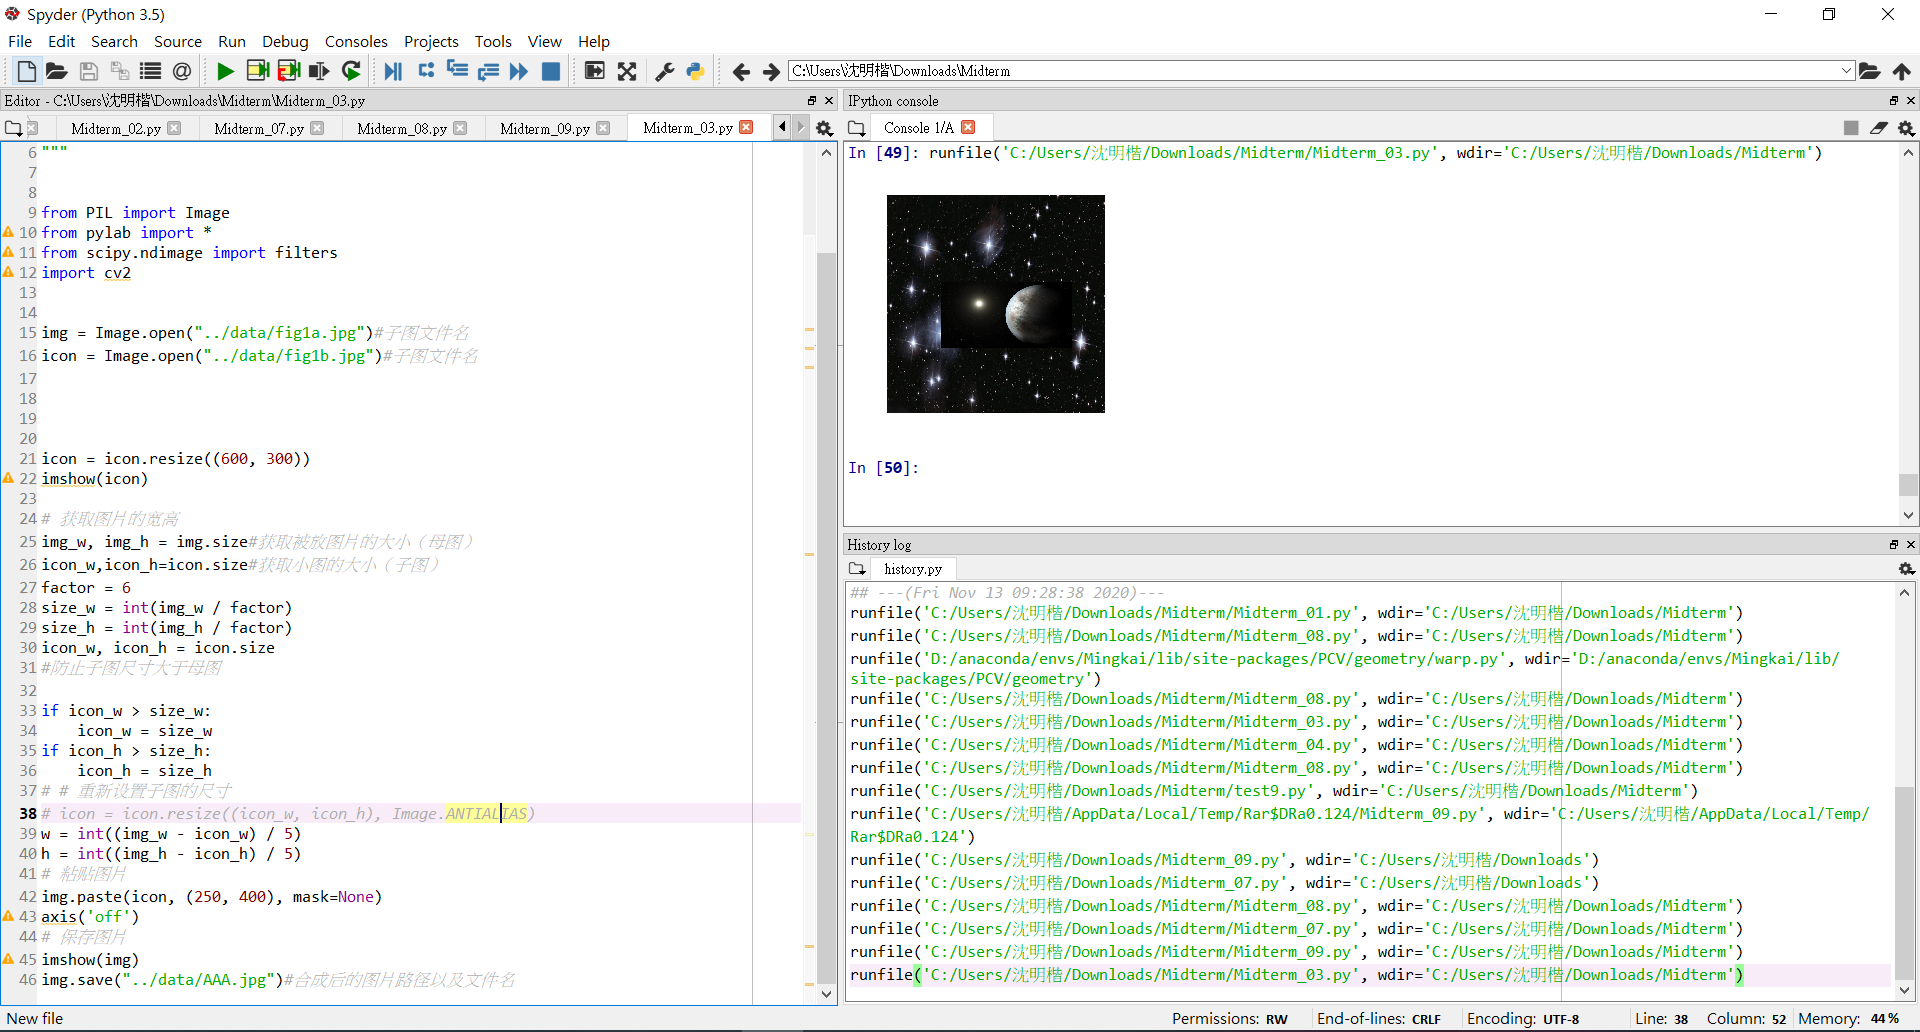 Spyder (Python 3.5)
File Edit Search Source Run Debug Consoles Projects Tools View Help
C:\Users\沈明楷\Downloads\Midterm
Editor - C:\Users\沈明楷\Downloads\Midterm\Midterm_03.py
Midterm_02.py Midterm_07.py Midterm_08.py Midterm_09.py Midterm_03.py
6 """
7
8
9 from PIL import Image
10 from pylab import *
11 from scipy.ndimage import filters
12 import cv2
13
14
15 img = Image.open("../data/fig1a.jpg")#子图文件名
16 icon = Image.open("../data/fig1b.jpg")#子图文件名
17
18
19
20
21 icon = icon.resize((600, 300))
22 imshow(icon)
23
24 # 获取图片的宽高
25 img_w, img_h = img.size#获取被放图片的大小（母图）
26 icon_w,icon_h=icon.size#获取小图的大小（子图）
27 factor = 6
28 size_w = int(img_w / factor)
29 size_h = int(img_h / factor)
30 icon_w, icon_h = icon.size
31 #防止子图尺寸大于母图
32
33 if icon_w > size_w:
34     icon_w = size_w
35 if icon_h > size_h:
36     icon_h = size_h
37 # # 重新设置子图的尺寸
38 # icon = icon.resize((icon_w, icon_h), Image.ANTIALIAS)
39 w = int((img_w - icon_w) / 5)
40 h = int((img_h - icon_h) / 5)
41 # 粘贴图片
42 img.paste(icon, (250, 400), mask=None)
43 axis('off')
44 # 保存图片
45 imshow(img)
46 img.save("../data/AAA.jpg")#合成后的图片路径以及文件名
IPython console
Console 1/A
In [49]: runfile('C:/Users/沈明楷/Downloads/Midterm/Midterm_03.py', wdir='C:/Users/沈明楷/Downloads/Midterm')
In [50]:
History log
history.py
## ---(Fri Nov 13 09:28:38 2020)---
runfile('C:/Users/沈明楷/Downloads/Midterm/Midterm_01.py', wdir='C:/Users/沈明楷/Downloads/Midterm')
runfile('C:/Users/沈明楷/Downloads/Midterm/Midterm_08.py', wdir='C:/Users/沈明楷/Downloads/Midterm')
runfile('D:/anaconda/envs/Mingkai/lib/site-packages/PCV/geometry/warp.py', wdir='D:/anaconda/envs/Mingkai/lib/
site-packages/PCV/geometry')
runfile('C:/Users/沈明楷/Downloads/Midterm/Midterm_08.py', wdir='C:/Users/沈明楷/Downloads/Midterm')
runfile('C:/Users/沈明楷/Downloads/Midterm/Midterm_03.py', wdir='C:/Users/沈明楷/Downloads/Midterm')
runfile('C:/Users/沈明楷/Downloads/Midterm/Midterm_04.py', wdir='C:/Users/沈明楷/Downloads/Midterm')
runfile('C:/Users/沈明楷/Downloads/Midterm/Midterm_08.py', wdir='C:/Users/沈明楷/Downloads/Midterm')
runfile('C:/Users/沈明楷/Downloads/Midterm/test9.py', wdir='C:/Users/沈明楷/Downloads/Midterm')
runfile('C:/Users/沈明楷/AppData/Local/Temp/Rar$DRa0.124/Midterm_09.py', wdir='C:/Users/沈明楷/AppData/Local/Temp/
Rar$DRa0.124')
runfile('C:/Users/沈明楷/Downloads/Midterm_09.py', wdir='C:/Users/沈明楷/Downloads')
runfile('C:/Users/沈明楷/Downloads/Midterm_07.py', wdir='C:/Users/沈明楷/Downloads')
runfile('C:/Users/沈明楷/Downloads/Midterm/Midterm_08.py', wdir='C:/Users/沈明楷/Downloads/Midterm')
runfile('C:/Users/沈明楷/Downloads/Midterm/Midterm_07.py', wdir='C:/Users/沈明楷/Downloads/Midterm')
runfile('C:/Users/沈明楷/Downloads/Midterm/Midterm_09.py', wdir='C:/Users/沈明楷/Downloads/Midterm')
runfile('C:/Users/沈明楷/Downloads/Midterm/Midterm_03.py', wdir='C:/Users/沈明楷/Downloads/Midterm')
New file
Permissions: RW End-of-lines: CRLF Encoding: UTF-8 Line: 38 Column: 52 Memory: 44 %